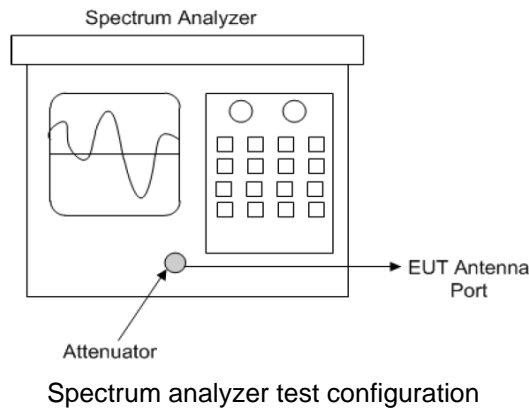 Spectrum Analyzer
EUT Antenna
Port
Attenuator
Spectrum analyzer test configuration